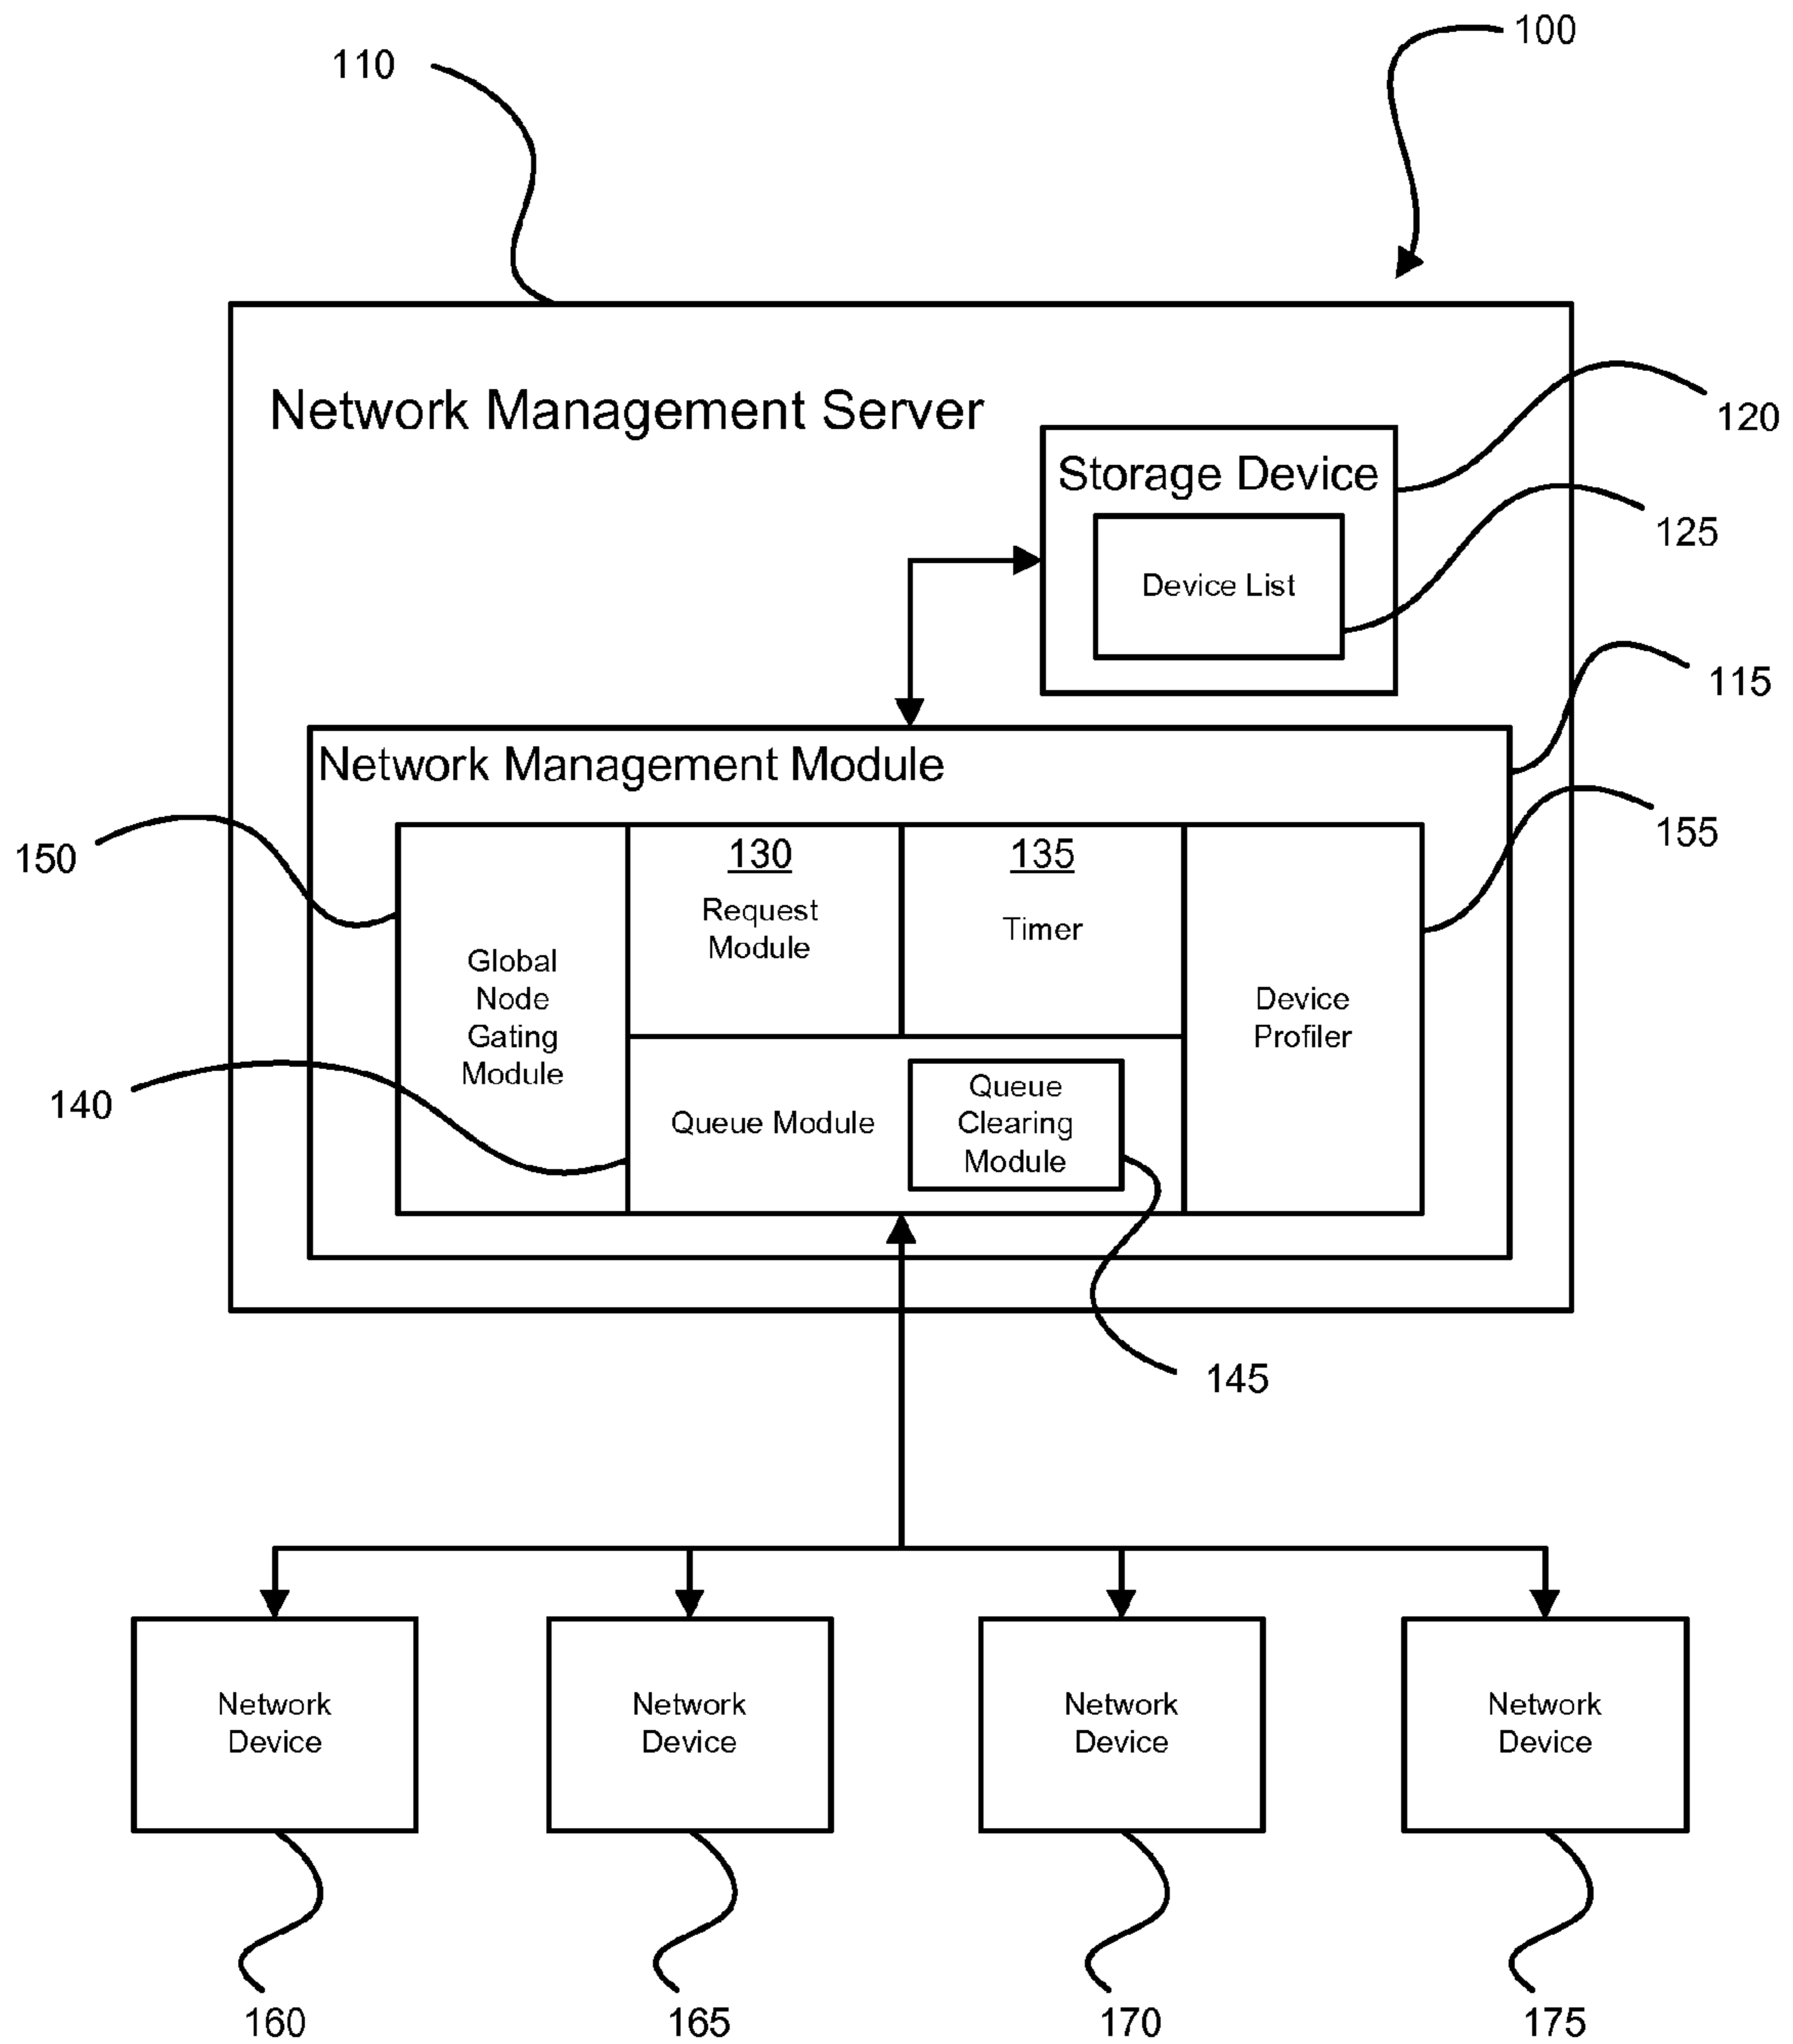 100
110
Network Management Server
120
Storage Device
125
Device List
115
Network Management Module
155
150
130
135
Request
Module
Timer
Global
Node
Gating
Module
Device
Profiler
140
Queue Module
Queue
Clearing
Module
145
Network
Device
Network
Device
Network
Device
Network
Device
160
165
170
175